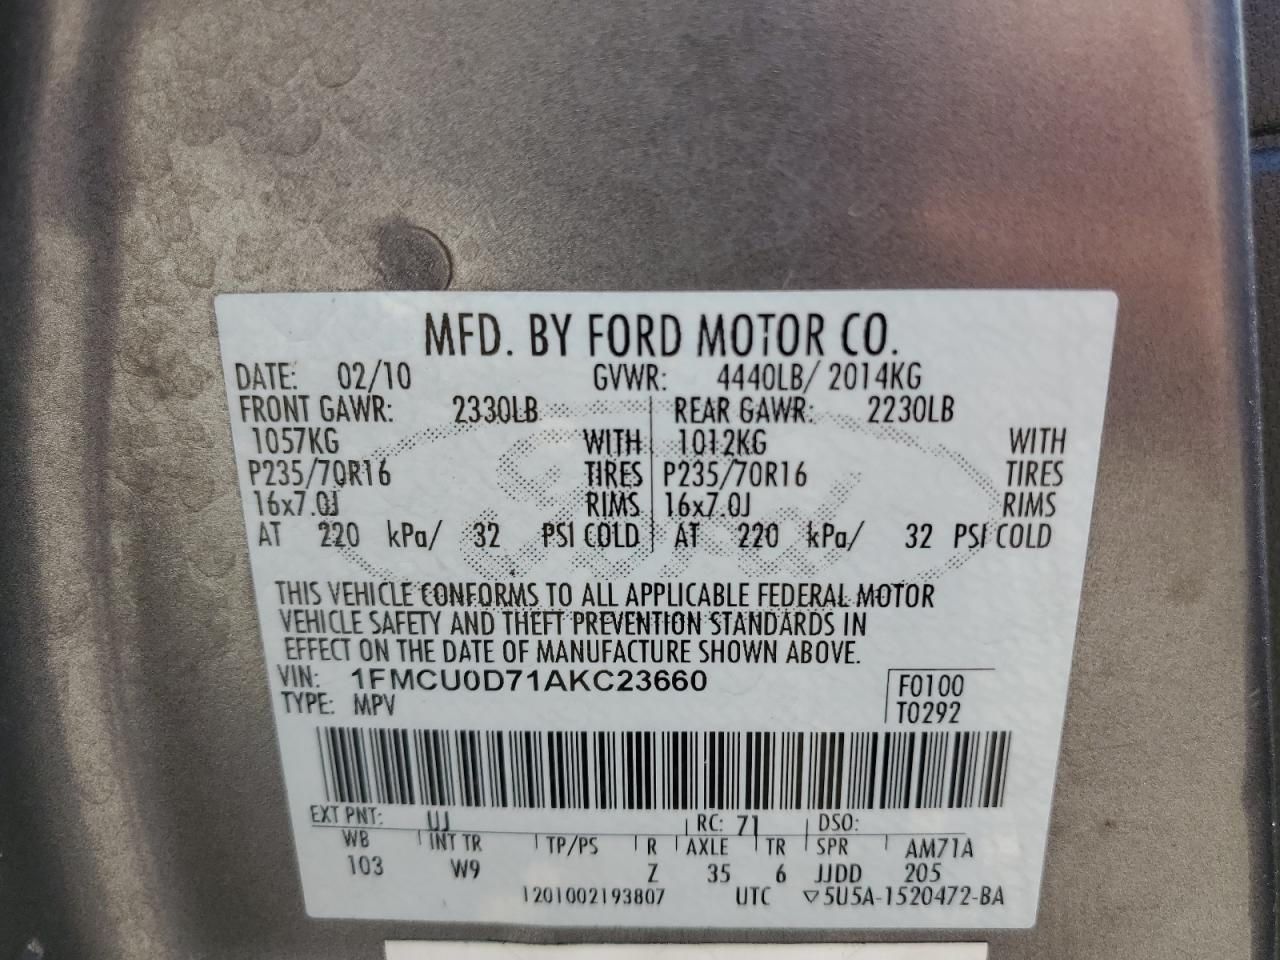 MFD. BY FORD MOTOR CO.
DATE: 02/10 GVWR: 4440LB/ 2014KG
FRONT GAWR: 2330LB REAR GAWR: 2230LB
1057KG WITH 1012KG WITH
P235/70R16 TIRES P235/70R16 TIRES
16x7.0J RIMS 16x7.0J RIMS
AT 220 kPa/ 32 PSI COLD AT 220 kPa/ 32 PSI COLD
THIS VEHICLE CONFORMS TO ALL APPLICABLE FEDERAL MOTOR
VEHICLE SAFETY AND THEFT PREVENTION STANDARDS IN
EFFECT ON THE DATE OF MANUFACTURE SHOWN ABOVE.
VIN: 1FMCU0D71AKC23660 F0100
TYPE: MPV T0292
EXT PNT: UJ RC: 71 DSO:
WB INT TR TP/PS R AXLE TR SPR AM71A
103 W9 Z 35 6 JJDD 205
1201002193807 UTC ▽5U5A-1520472-BA